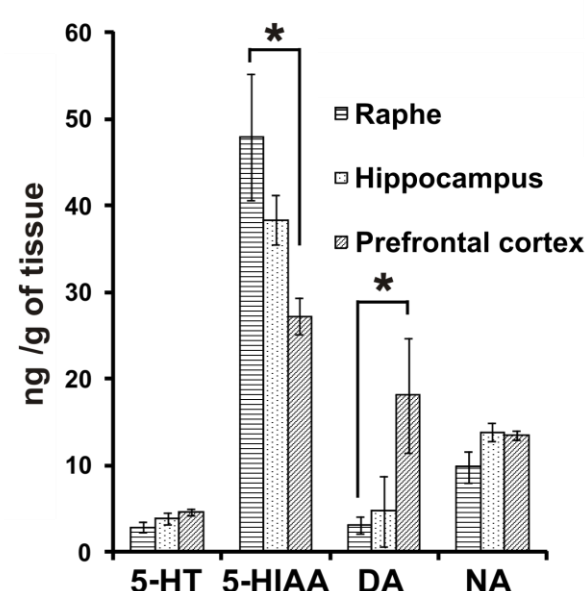 ng /g of tissue
60
50
40
30
20
10
0
*
*
Raphe
Hippocampus
Prefrontal cortex
5-HT 5-HIAA DA NA